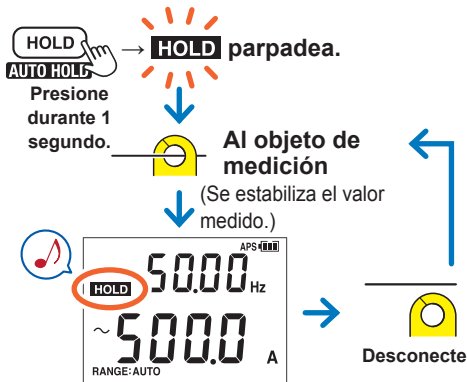 HOLD
AUTO HOLD
→ HOLD parpadea.
Presione
durante 1
segundo.
Al objeto de
medición
(Se estabiliza el valor
medido.)
APS
HOLD 50.00 Hz
~ 500.0 A
RANGE: AUTO
Desconecte